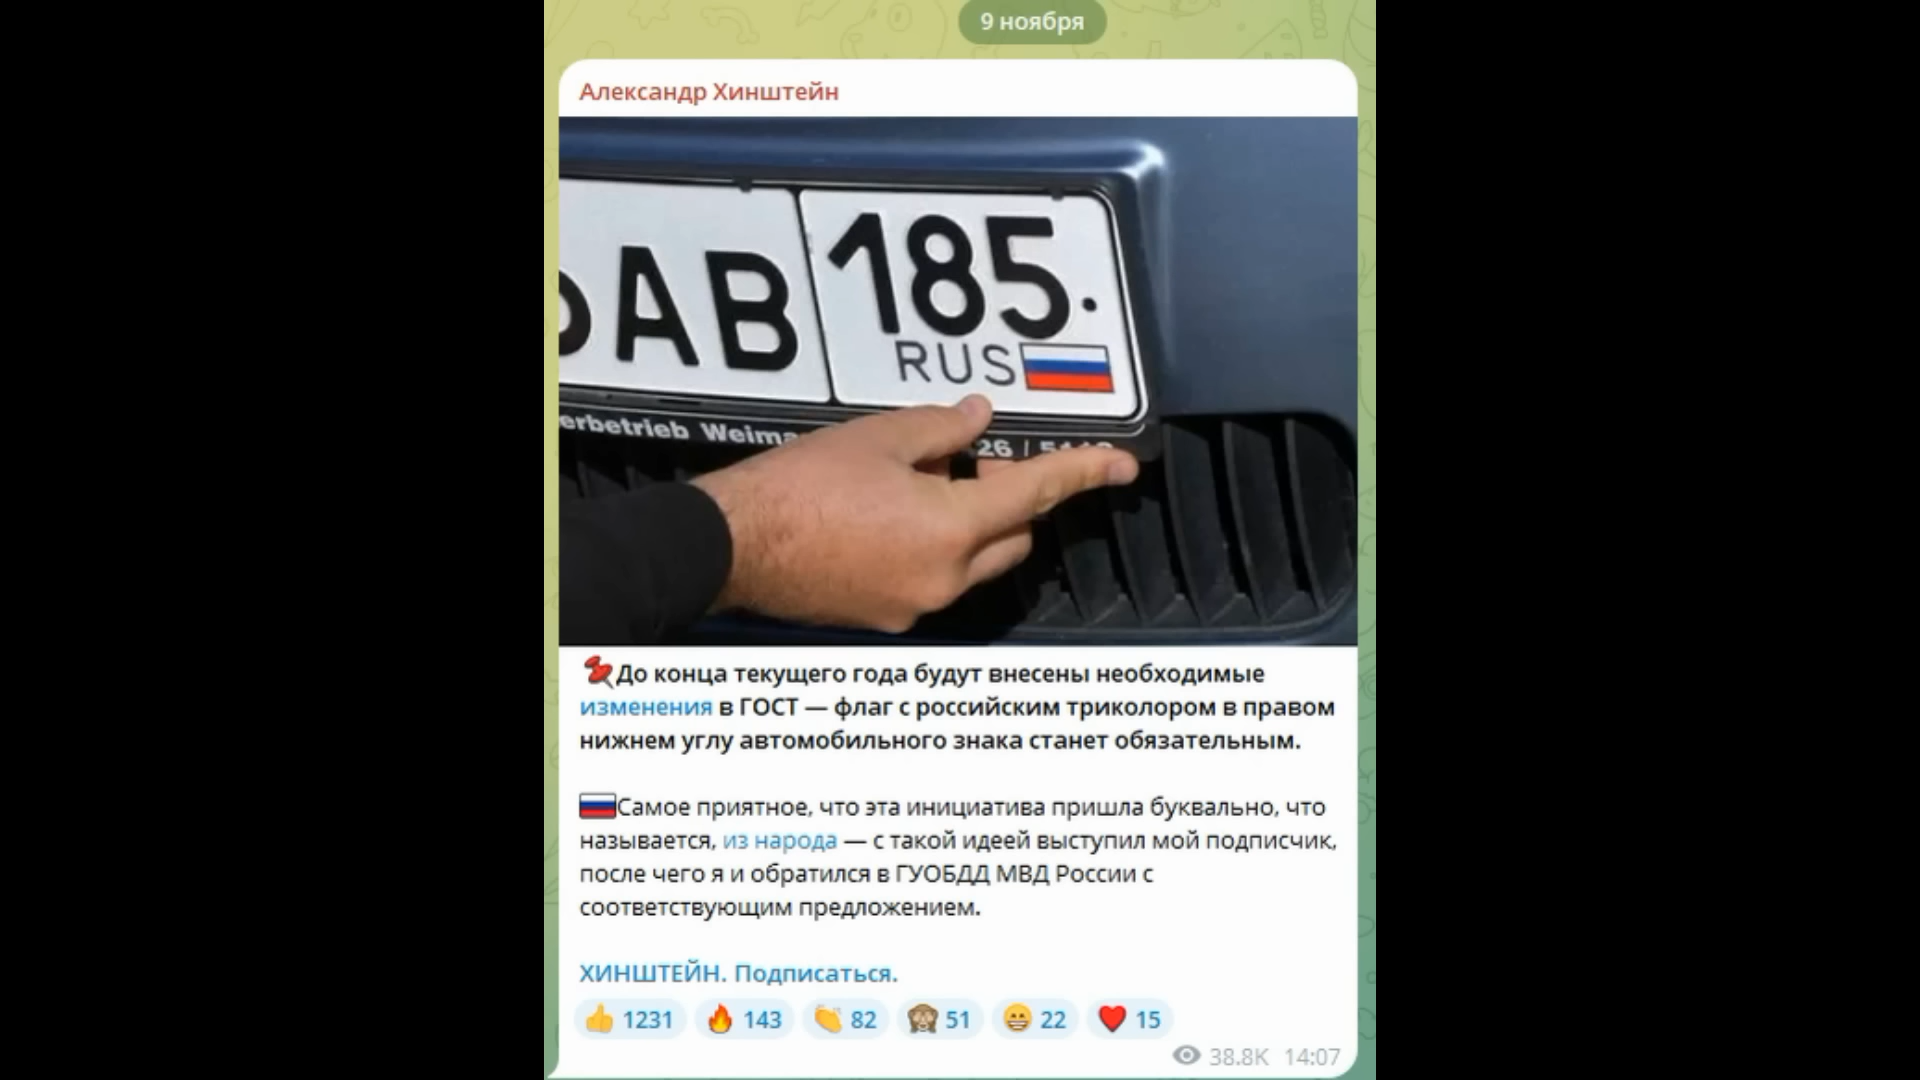 9 ноября
Александр Хинштейн
АВ
185
RUS
erbetrieb Weima
26 /
До конца текущего года будут внесены необходимые
изменения в ГОСТ — флаг с российским триколором в правом
нижнем углу автомобильного знака станет обязательным.
Самое приятное, что эта инициатива пришла буквально, что
называется, из народа — с такой идеей выступил мой подписчик,
после чего я и обратился в ГУОБДД МВД России с
соответствующим предложением.
ХИНШТЕЙН. Подписаться.
1231 143 82 51 22 15
38.8K 14:07